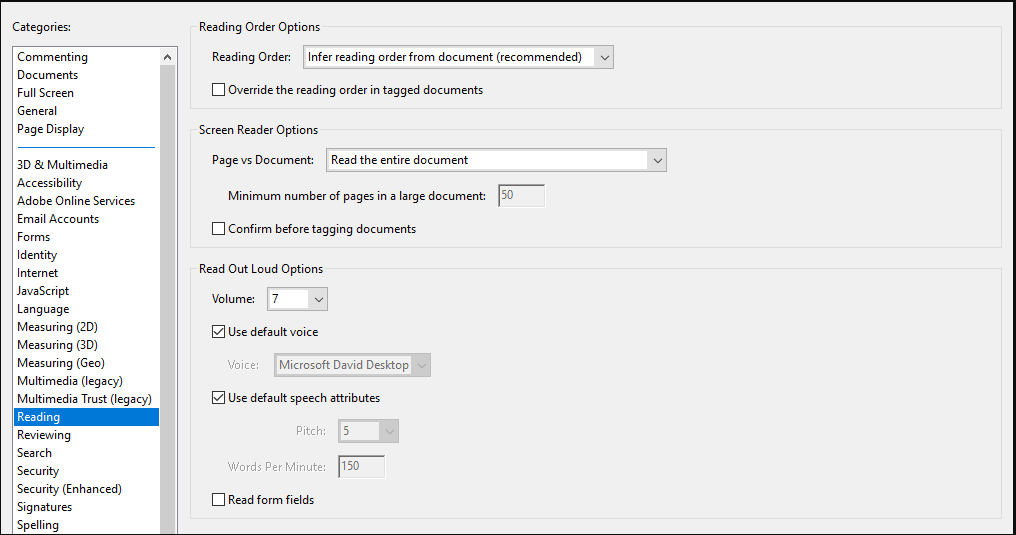 Categories:
Commenting
Documents
Full Screen
General
Page Display
3D & Multimedia
Accessibility
Adobe Online Services
Email Accounts
Forms
Identity
Internet
JavaScript
Language
Measuring (2D)
Measuring (3D)
Measuring (Geo)
Multimedia (legacy)
Multimedia Trust (legacy)
Reading
Reviewing
Search
Security
Security (Enhanced)
Signatures
Spelling
Reading Order Options
Reading Order: Infer reading order from document (recommended)
Override the reading order in tagged documents
Screen Reader Options
Page vs Document: Read the entire document
Minimum number of pages in a large document: 50
Confirm before tagging documents
Read Out Loud Options
Volume: 7
Use default voice
Voice: Microsoft David Desktop
Use default speech attributes
Pitch: 5
Words Per Minute: 150
Read form fields